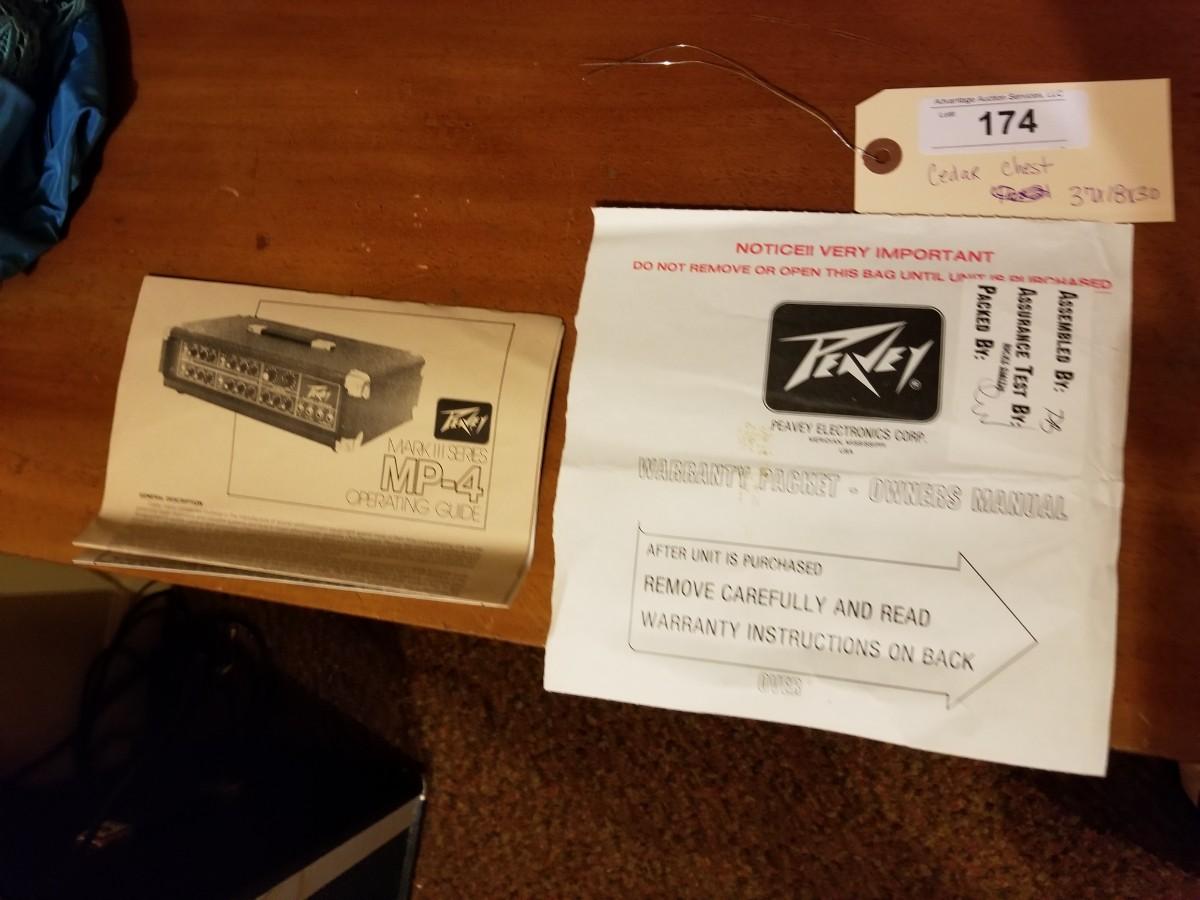 Advantage Auction Services, LLC
Lot#
174
Cedar Chest
37x18x30
NOTICE!! VERY IMPORTANT
DO NOT REMOVE OR OPEN THIS BAG UNTIL UNIT IS PURCHASED
ASSEMBLED BY:
ASSURANCE TEST BY:
PACKED BY:
PEAVEY®
PEAVEY ELECTRONICS CORP.
MERIDIAN, MISSISSIPPI
USA
WARRANTY PACKET - OWNERS MANUAL
AFTER UNIT IS PURCHASED
REMOVE CAREFULLY AND READ
WARRANTY INSTRUCTIONS ON BACK
OVER
PEAVEY
MARK III SERIES
MP-4
OPERATING GUIDE
GENERAL DESCRIPTION